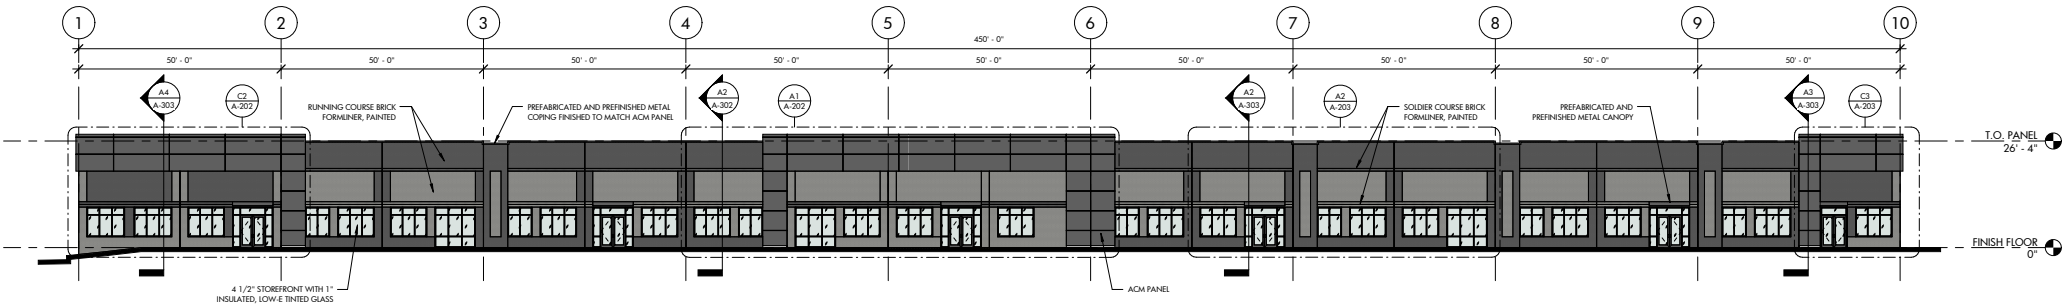 1 2 3 4 5 6 7 8 9 10
450' - 0"
50' - 0" 50' - 0" 50' - 0" 50' - 0" 50' - 0" 50' - 0" 50' - 0" 50' - 0" 50' - 0"
A4
A-303
C2
A-202
RUNNING COURSE BRICK
FORMLINER, PAINTED
PREFABRICATED AND PREFINISHED METAL
COPING FINISHED TO MATCH ACM PANEL
A2
A-302
A1
A-202
A2
A-303
A2
A-203
SOLDIER COURSE BRICK
FORMLINER, PAINTED
PREFABRICATED AND
PREFINISHED METAL CANOPY
A3
A-303
C3
A-203
T.O. PANEL
26' - 4"
FINISH FLOOR
0"
4 1/2" STOREFRONT WITH 1"
INSULATED, LOW-E TINTED GLASS
ACM PANEL